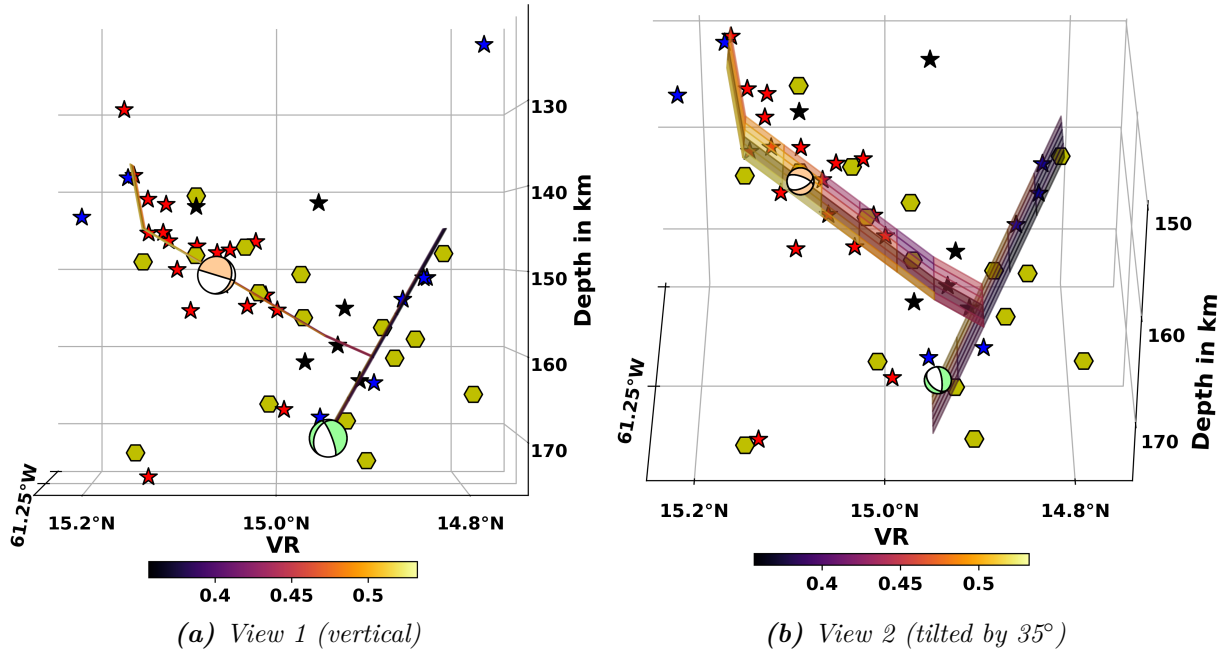 130
140
150
160
170
Depth in km
61.25°W
15.2°N 15.0°N 14.8°N
VR
0.4 0.45 0.5
(a) View 1 (vertical)
150
160
170
Depth in km
61.25°W
15.2°N 15.0°N 14.8°N
VR
0.4 0.45 0.5
(b) View 2 (tilted by 35°)